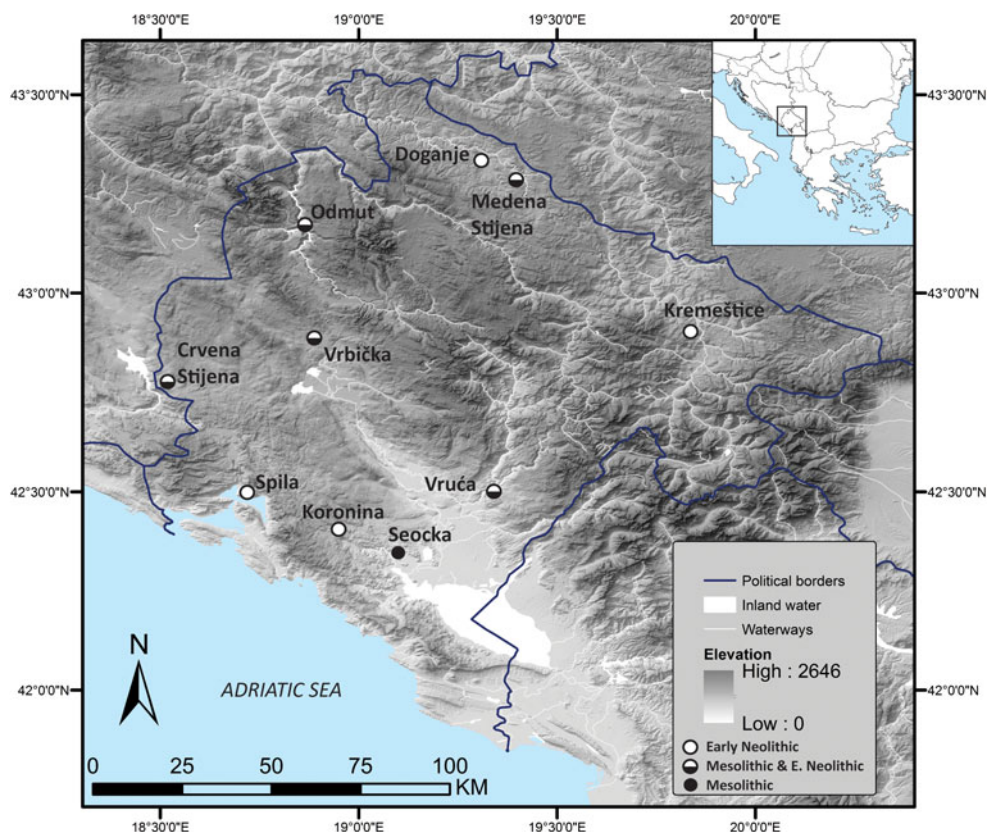 18°30'0"E
19°0'0"E
19°30'0"E
20°0'0"E
43°30'0"N
43°0'0"N
42°30'0"N
42°0'0"N
43°30'0"N
43°0'0"N
42°30'0"N
42°0'0"N
Doganje
Medena
Stijena
Odmut
Kremeštice
Vrbička
Crvena
Stijena
Spila
Vruća
Koronina
Seocka
N
ADRIATIC SEA
0 25 50 75 100
KM
Political borders
Inland water
Waterways
Elevation
High : 2646
Low : 0
Early Neolithic
Mesolithic & E. Neolithic
Mesolithic
18°30'0"E
19°0'0"E
19°30'0"E
20°0'0"E